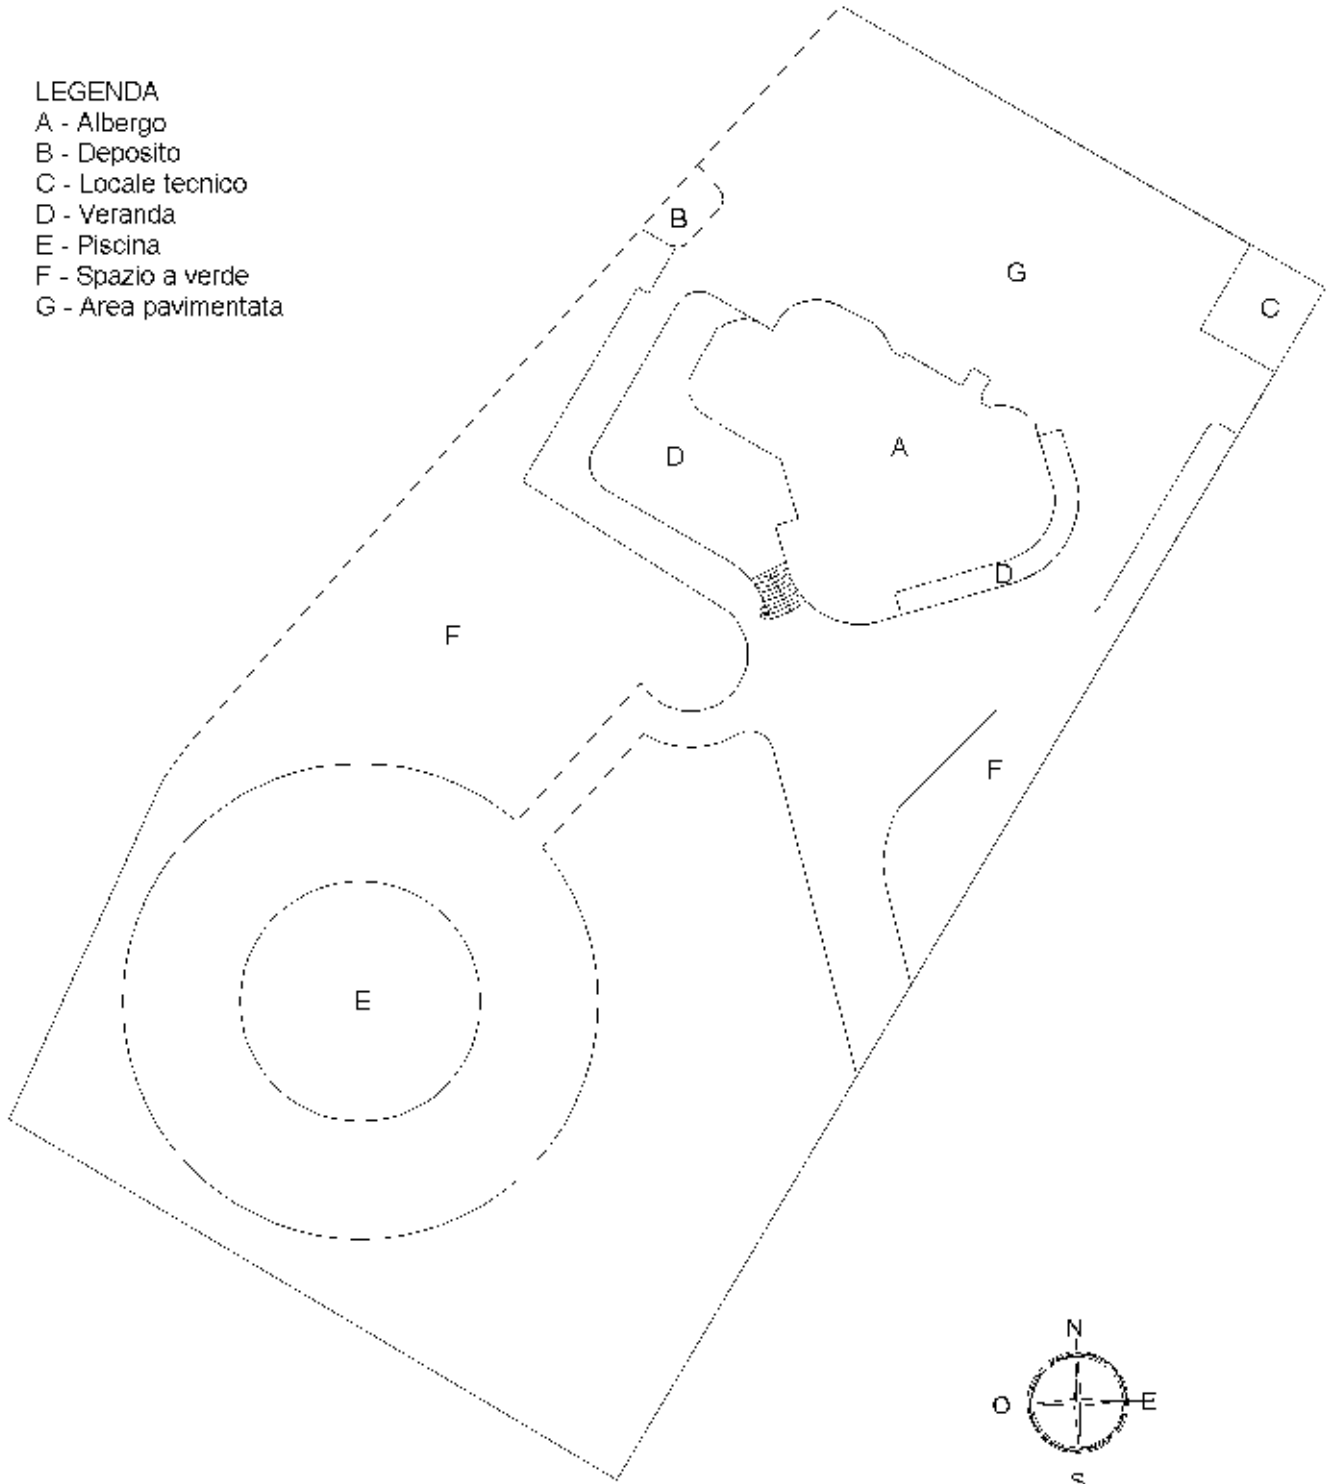 LEGENDA
A - Albergo
B - Deposito
C - Locale tecnico
D - Veranda
E - Piscina
F - Spazio a verde
G - Area pavimentata
B
G
C
A
D
D
F
F
E
N
O
E
S